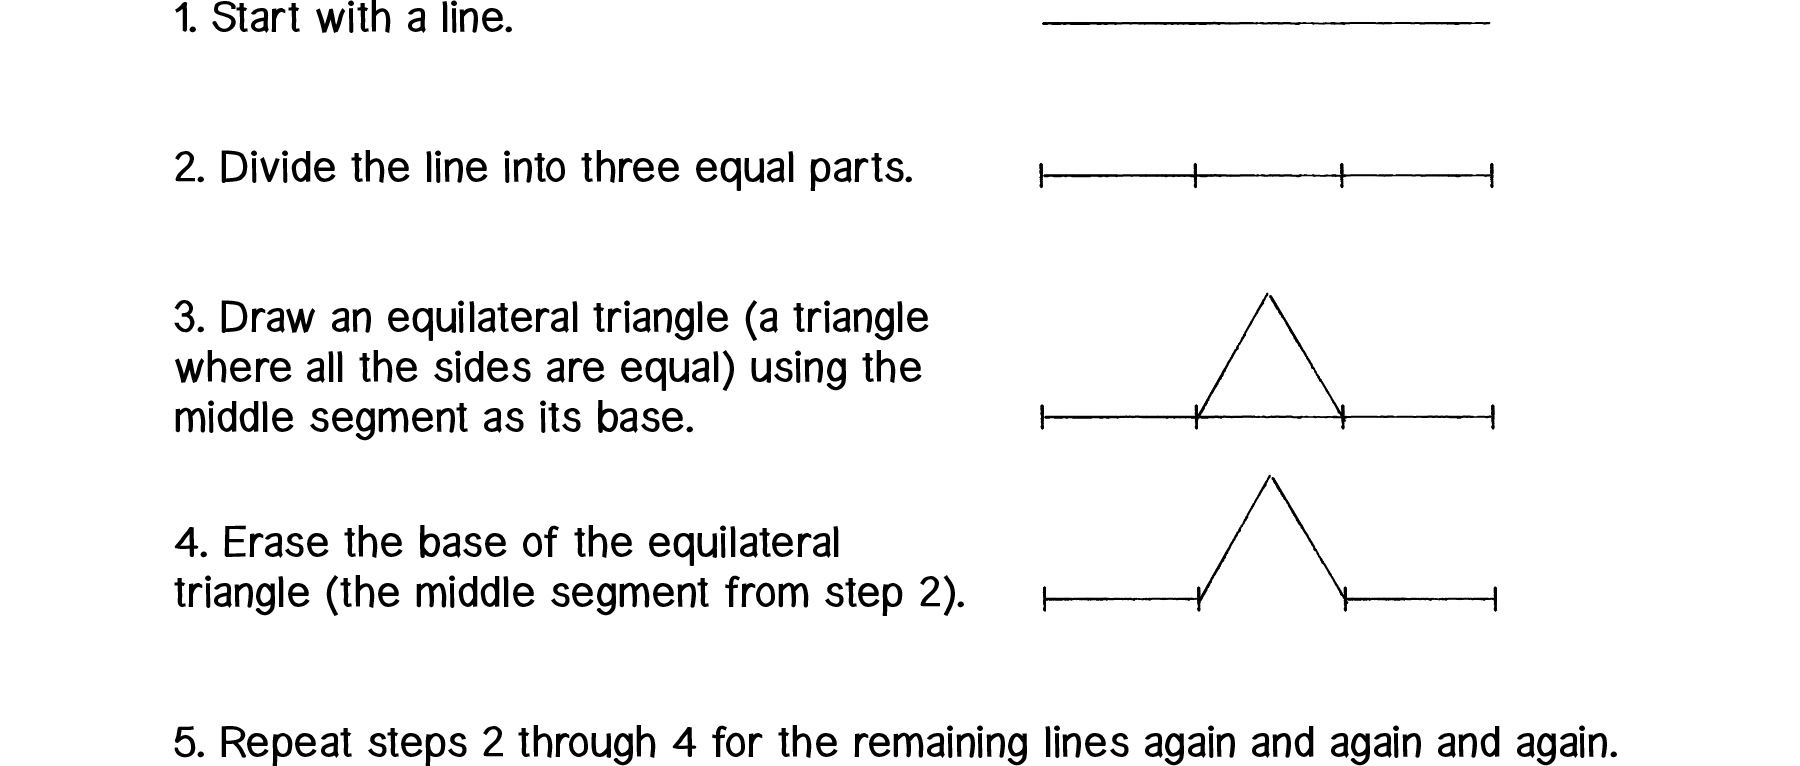 1. Start with a line.
2. Divide the line into three equal parts.
3. Draw an equilateral triangle (a triangle
where all the sides are equal) using the
middle segment as its base.
4. Erase the base of the equilateral
triangle (the middle segment from step 2).
5. Repeat steps 2 through 4 for the remaining lines again and again and again.